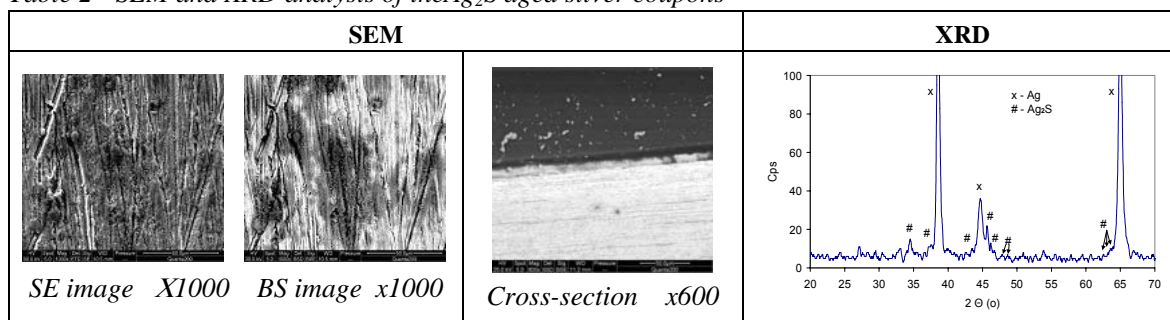 Table 2 SEM and XRD analysis of theAg₂S aged silver coupons
SEM
XRD
SE image X1000
BS image x1000
Cross-section x600
100
80
60
40
20
0
Cps
x
x - Ag
# - Ag₂S
x
x
#
#
#
#
#
#
#
20 25 30 35 40 45 50 55 60 65 70
2 Θ (o)